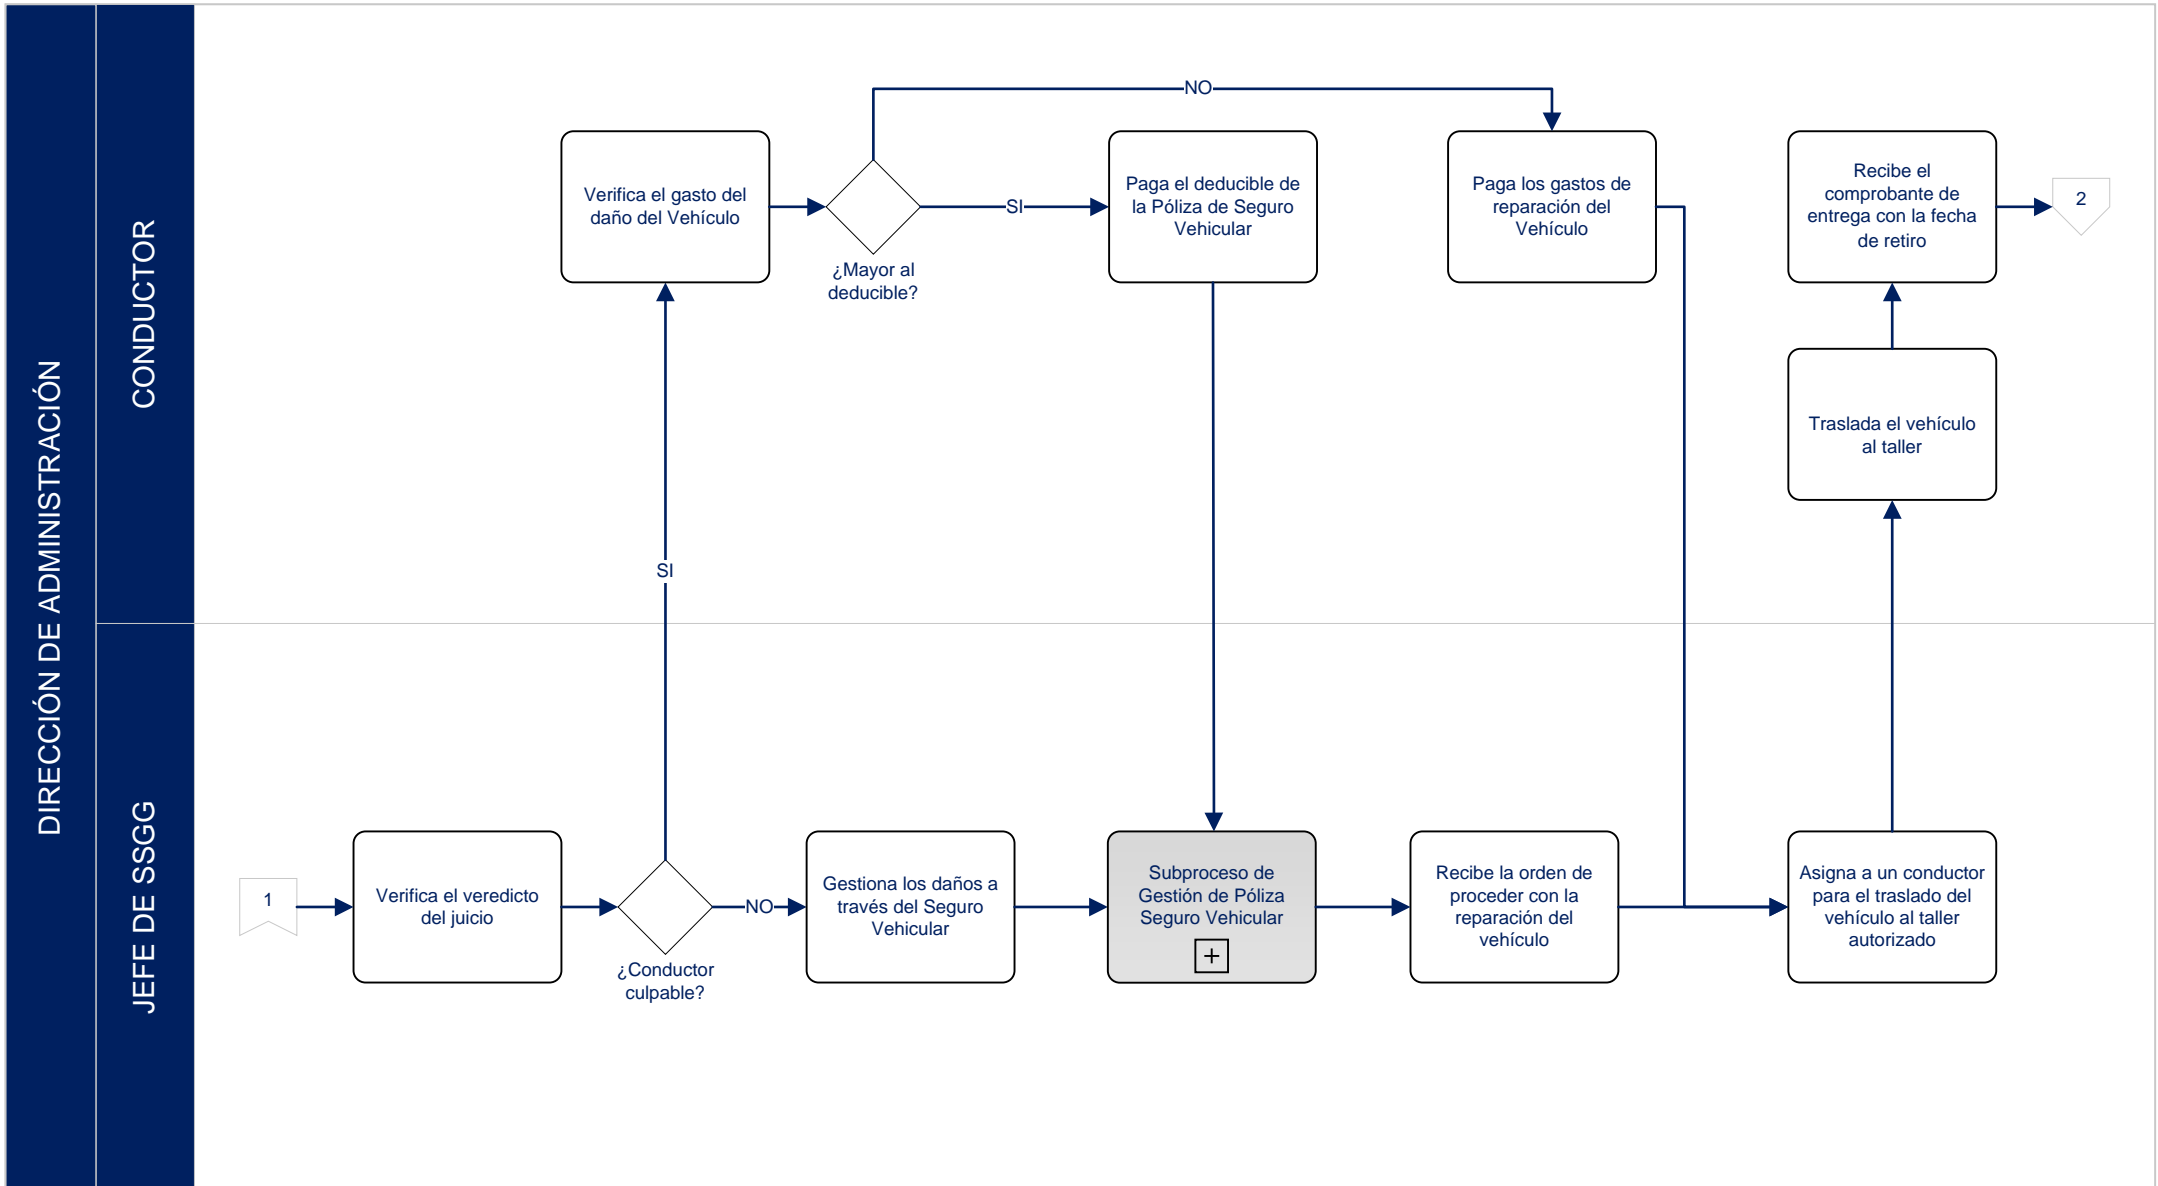 DIRECCIÓN DE ADMINISTRACIÓN
CONDUCTOR
NO
Verifica el gasto del
daño del Vehículo
¿Mayor al
deducible?
SI
Paga el deducible de
la Póliza de Seguro
Vehicular
Paga los gastos de
reparación del
Vehículo
Recibe el
comprobante de
entrega con la fecha
de retiro
2
Traslada el vehículo
al taller
SI
JEFE DE SSGG
1
Verifica el veredicto
del juicio
¿Conductor
culpable?
NO
Gestiona los daños a
través del Seguro
Vehicular
Subproceso de
Gestión de Póliza
Seguro Vehicular
+
Recibe la orden de
proceder con la
reparación del
vehículo
Asigna a un conductor
para el traslado del
vehículo al taller
autorizado